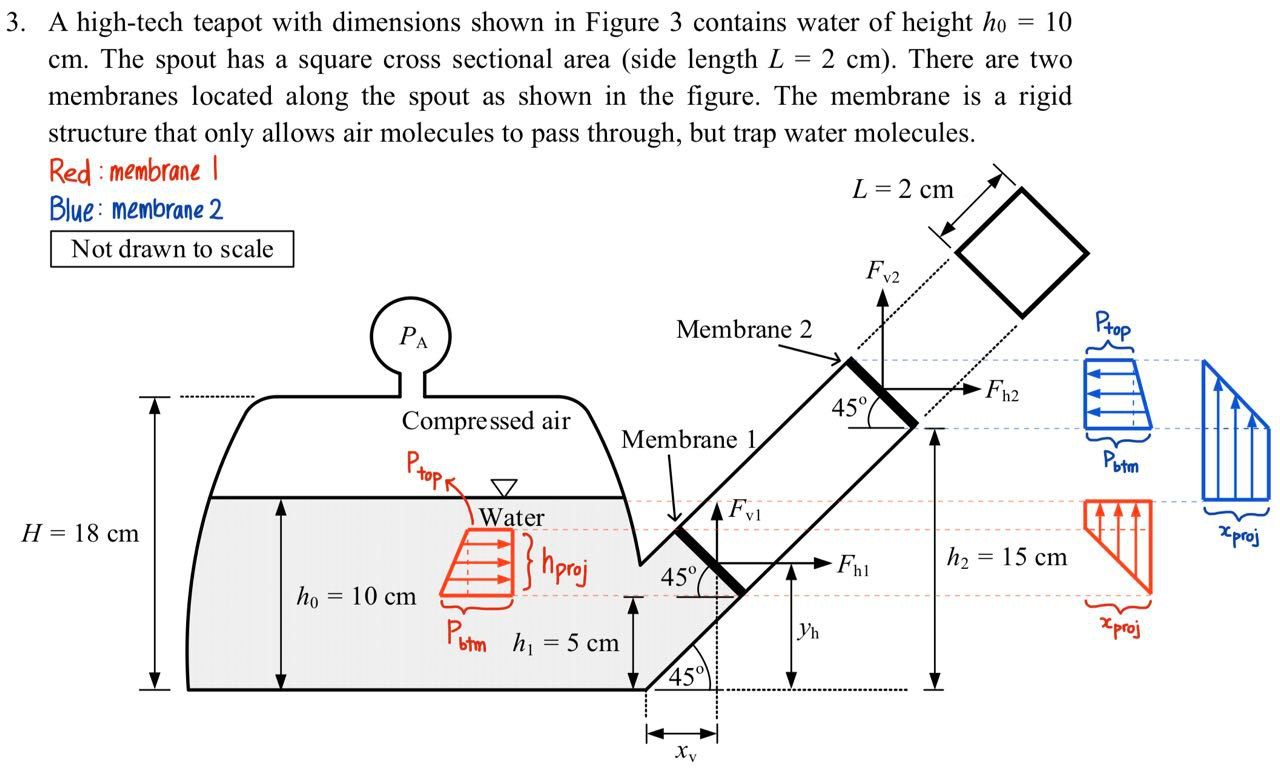 3. A high-tech teapot with dimensions shown in Figure 3 contains water of height h0 = 10
cm. The spout has a square cross sectional area (side length L = 2 cm). There are two
membranes located along the spout as shown in the figure. The membrane is a rigid
structure that only allows air molecules to pass through, but trap water molecules.
Red : membrane 1
Blue: membrane 2
Not drawn to scale
L = 2 cm
Fv2
Ptop
PA
Membrane 2
Fh2
45°
Compressed air
Membrane 1
Pbtm
Ptop
Fv1
Water
xproj
H = 18 cm
hproj
h2 = 15 cm
45°
Fh1
h0 = 10 cm
xproj
Pbtm
h1 = 5 cm
yh
45°
xv